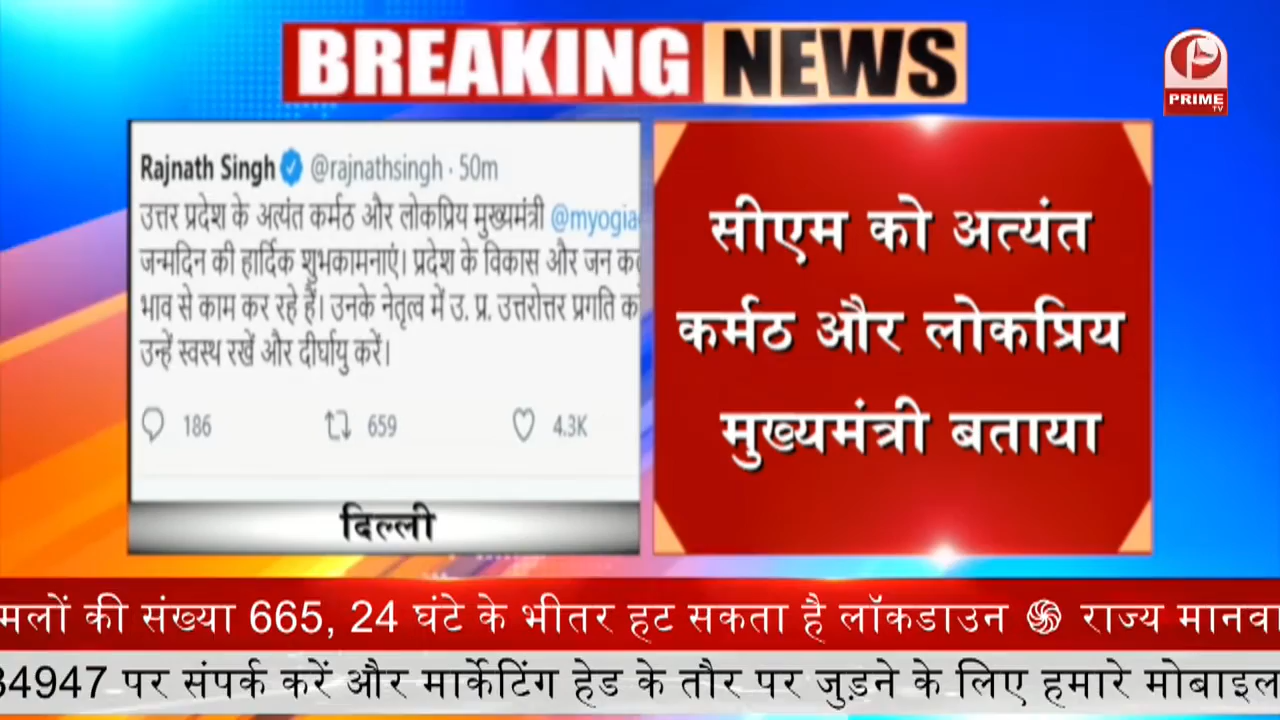 BREAKING NEWS
PRIME
TV
Rajnath Singh @rajnathsingh · 50m
उत्तर प्रदेश के अत्यंत कर्मठ और लोकप्रिय मुख्यमंत्री @myogia
जन्मदिन की हार्दिक शुभकामनाएं। प्रदेश के विकास और जन
भाव से काम कर रहे हैं। उनके नेतृत्व में उ. प्र. उत्तरोत्तर प्रगति
उन्हें स्वस्थ रखें और दीर्घायु करें।
186 659 4.3K
दिल्ली
सीएम को अत्यंत
कर्मठ और लोकप्रिय
मुख्यमंत्री बताया
मलों की संख्या 665, 24 घंटे के भीतर हट सकता है लॉकडाउन राज्य मानवा
34947 पर संपर्क करें और मार्केटिंग हेड के तौर पर जुड़ने के लिए हमारे मोबाइल